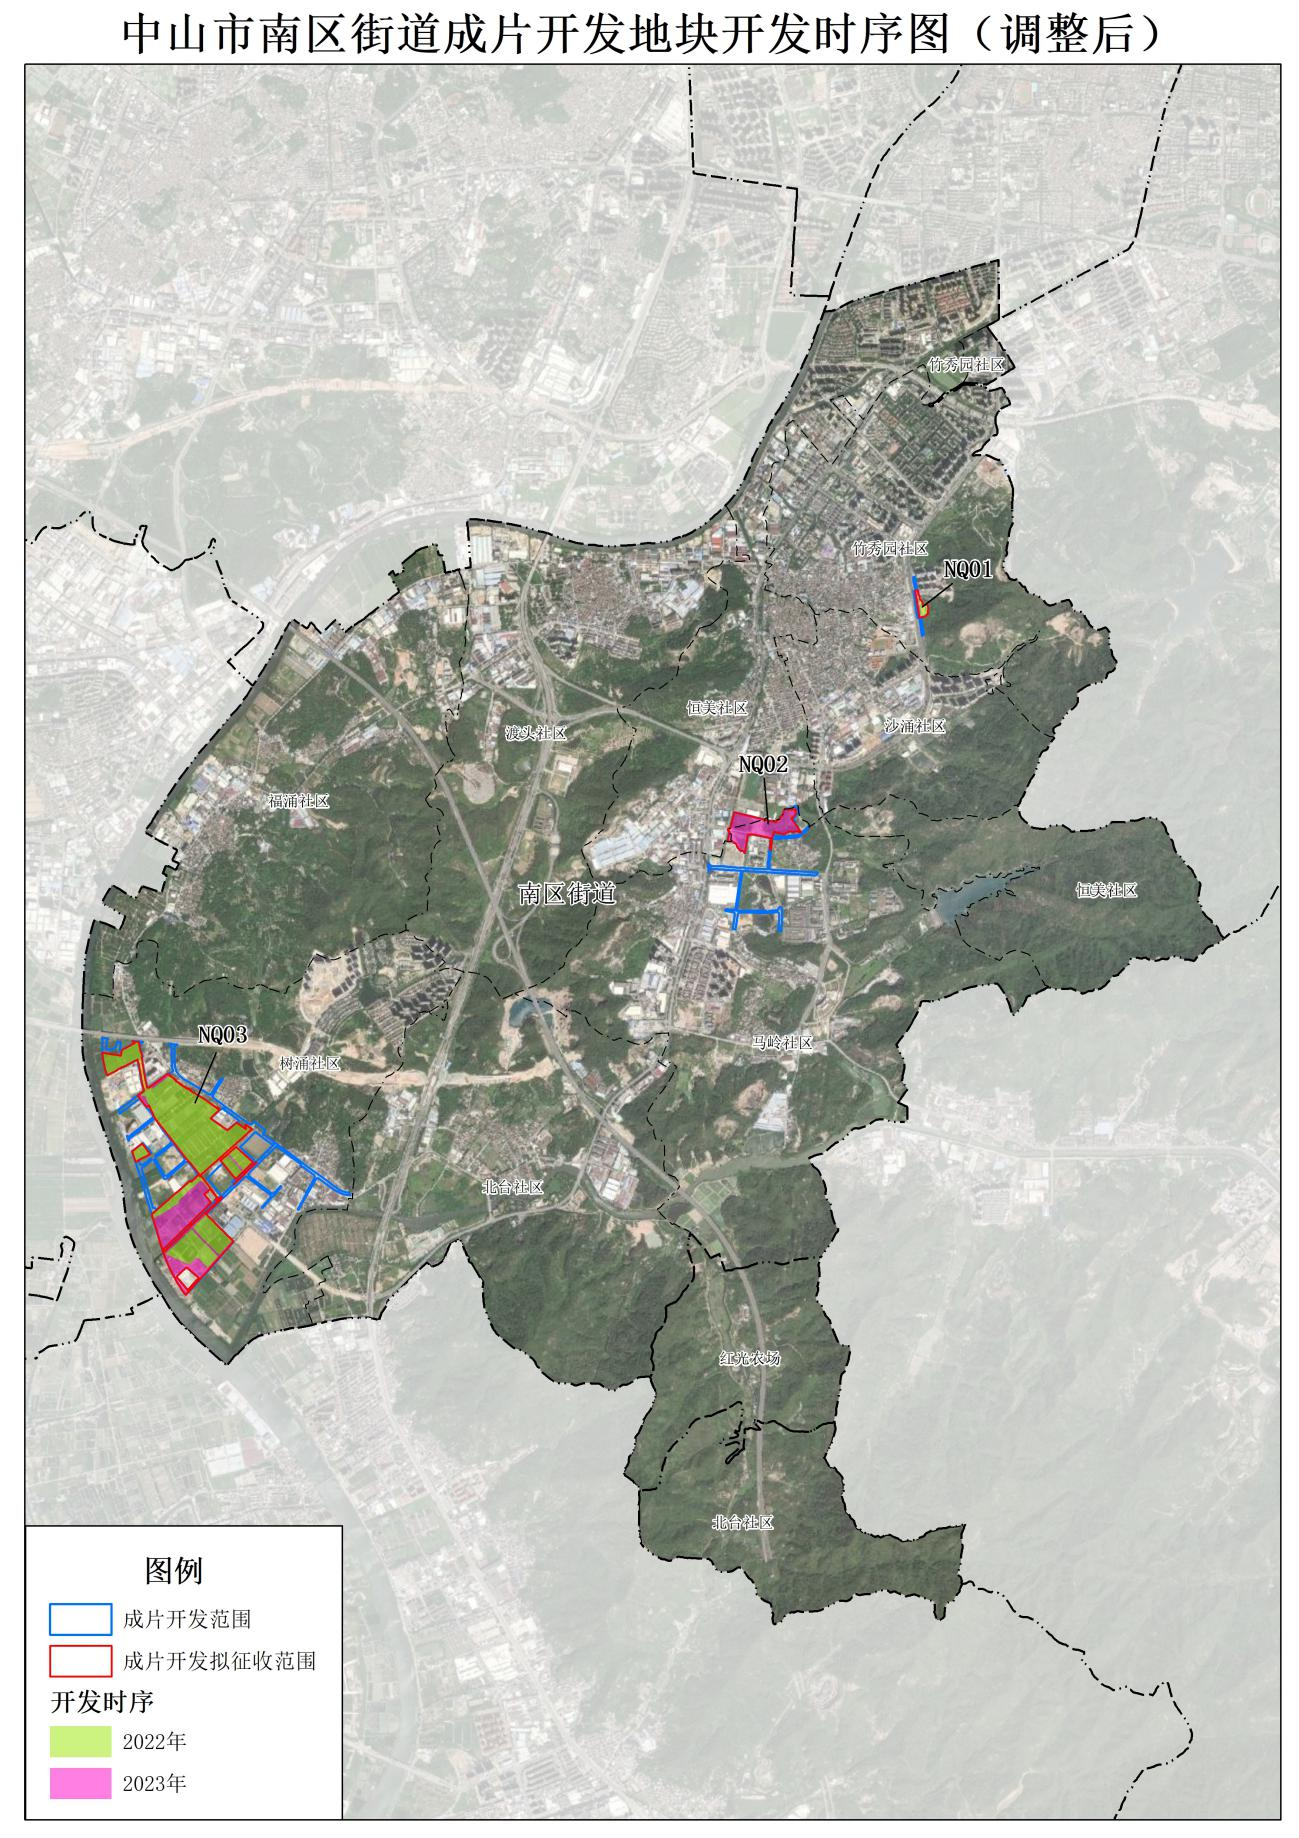 中山市南区街道成片开发地块开发时序图（调整后）
竹秀园社区
竹秀园社区
NQ01
恒美社区
沙涌社区
渡头社区
NQ02
福涌社区
南区街道
恒美社区
NQ03
马岭社区
树涌社区
北台社区
红光农场
北台社区
图例
成片开发范围
成片开发拟征收范围
开发时序
2022年
2023年